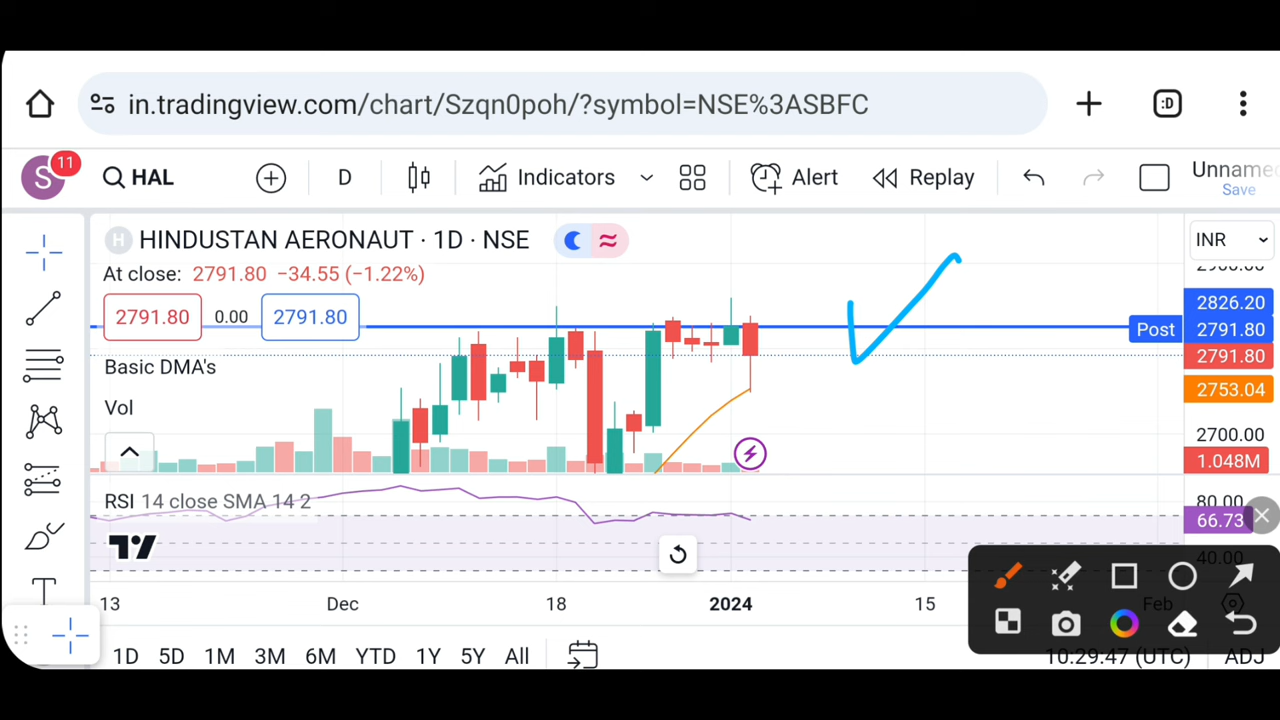 in.tradingview.com/chart/Szqn0poh/?symbol=NSE%3ASBFC
:D
S 11 HAL D Indicators Alert Replay Unname
Save
H HINDUSTAN AERONAUT · 1D · NSE INR
At close: 2791.80 −34.55 (−1.22%)
2791.80 0.00 2791.80
2826.20
Post 2791.80
2791.80
Basic DMA's
2753.04
Vol
2700.00
1.048M
RSI 14 close SMA 14 2
80.00
66.73
40.00
13 Dec 18 2024 15 Feb
T
1D 5D 1M 3M 6M YTD 1Y 5Y All 10:29:47 (UTC) ADJ